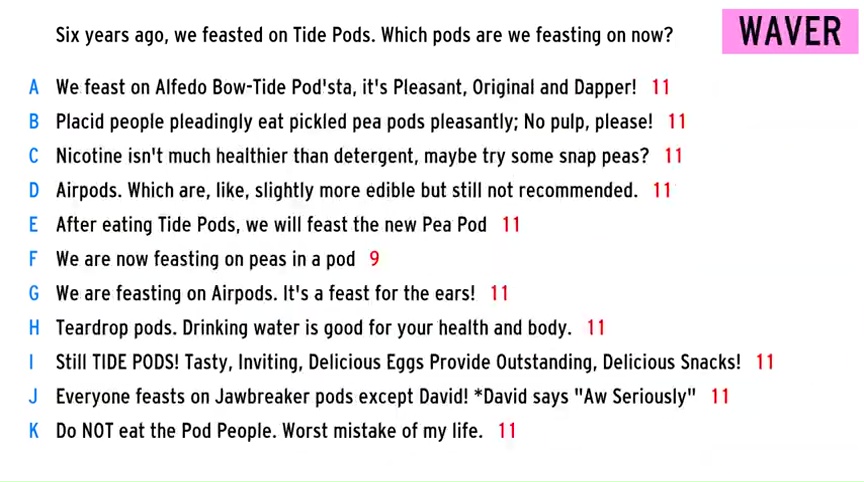 Six years ago, we feasted on Tide Pods. Which pods are we feasting on now?
WAVER
A We feast on Alfedo Bow-Tide Pod'sta, it's Pleasant, Original and Dapper! 11
B Placid people pleadingly eat pickled pea pods pleasantly; No pulp, please! 11
C Nicotine isn't much healthier than detergent, maybe try some snap peas? 11
D Airpods. Which are, like, slightly more edible but still not recommended. 11
E After eating Tide Pods, we will feast the new Pea Pod 11
F We are now feasting on peas in a pod 9
G We are feasting on Airpods. It's a feast for the ears! 11
H Teardrop pods. Drinking water is good for your health and body. 11
I Still TIDE PODS! Tasty, Inviting, Delicious Eggs Provide Outstanding, Delicious Snacks! 11
J Everyone feasts on Jawbreaker pods except David! *David says "Aw Seriously" 11
K Do NOT eat the Pod People. Worst mistake of my life. 11